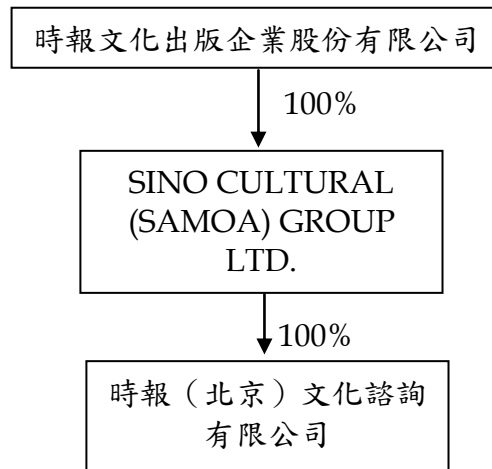 時報文化出版企業股份有限公司
100%
SINO CULTURAL
(SAMOA) GROUP
LTD.
100%
時報（北京）文化諮詢
有限公司